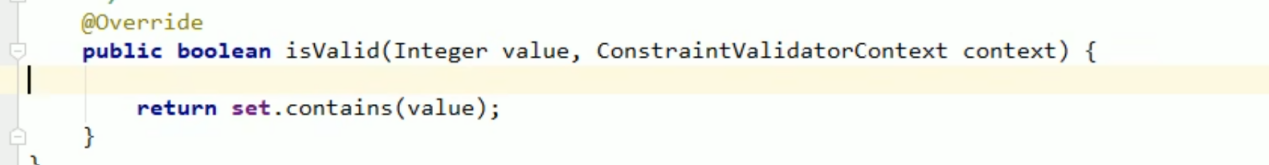 @Override
public boolean isValid(Integer value, ConstraintValidatorContext context) {
return set.contains(value);
}
}